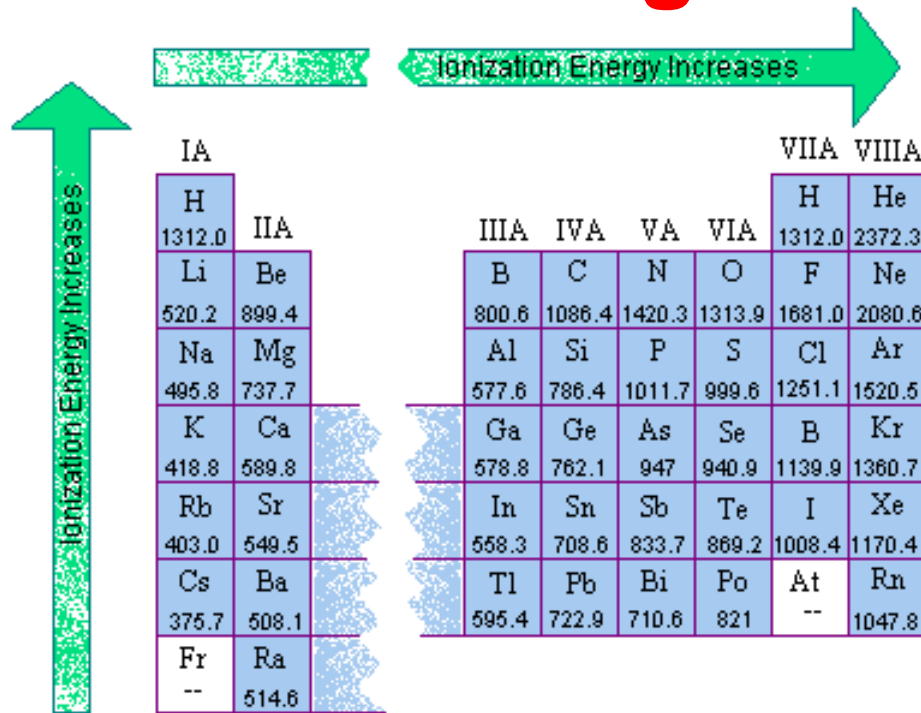 Ionization Energy Increases
Ionization Energy Increases
IA IIA IIIA IVA VA VIA VIIA VIIIA
H H He
1312.0 1312.0 2372.3
Li Be B C N O F Ne
520.2 899.4 800.6 1086.4 1420.3 1313.9 1681.0 2080.6
Na Mg Al Si P S Cl Ar
495.8 737.7 577.6 786.4 1011.7 999.6 1251.1 1520.5
K Ca Ga Ge As Se B Kr
418.8 589.8 578.8 762.1 947 940.9 1139.9 1360.7
Rb Sr In Sn Sb Te I Xe
403.0 549.5 558.3 708.6 833.7 869.2 1008.4 1170.4
Cs Ba Tl Pb Bi Po At Rn
375.7 508.1 595.4 722.9 710.6 821 -- 1047.8
Fr Ra
-- 514.6